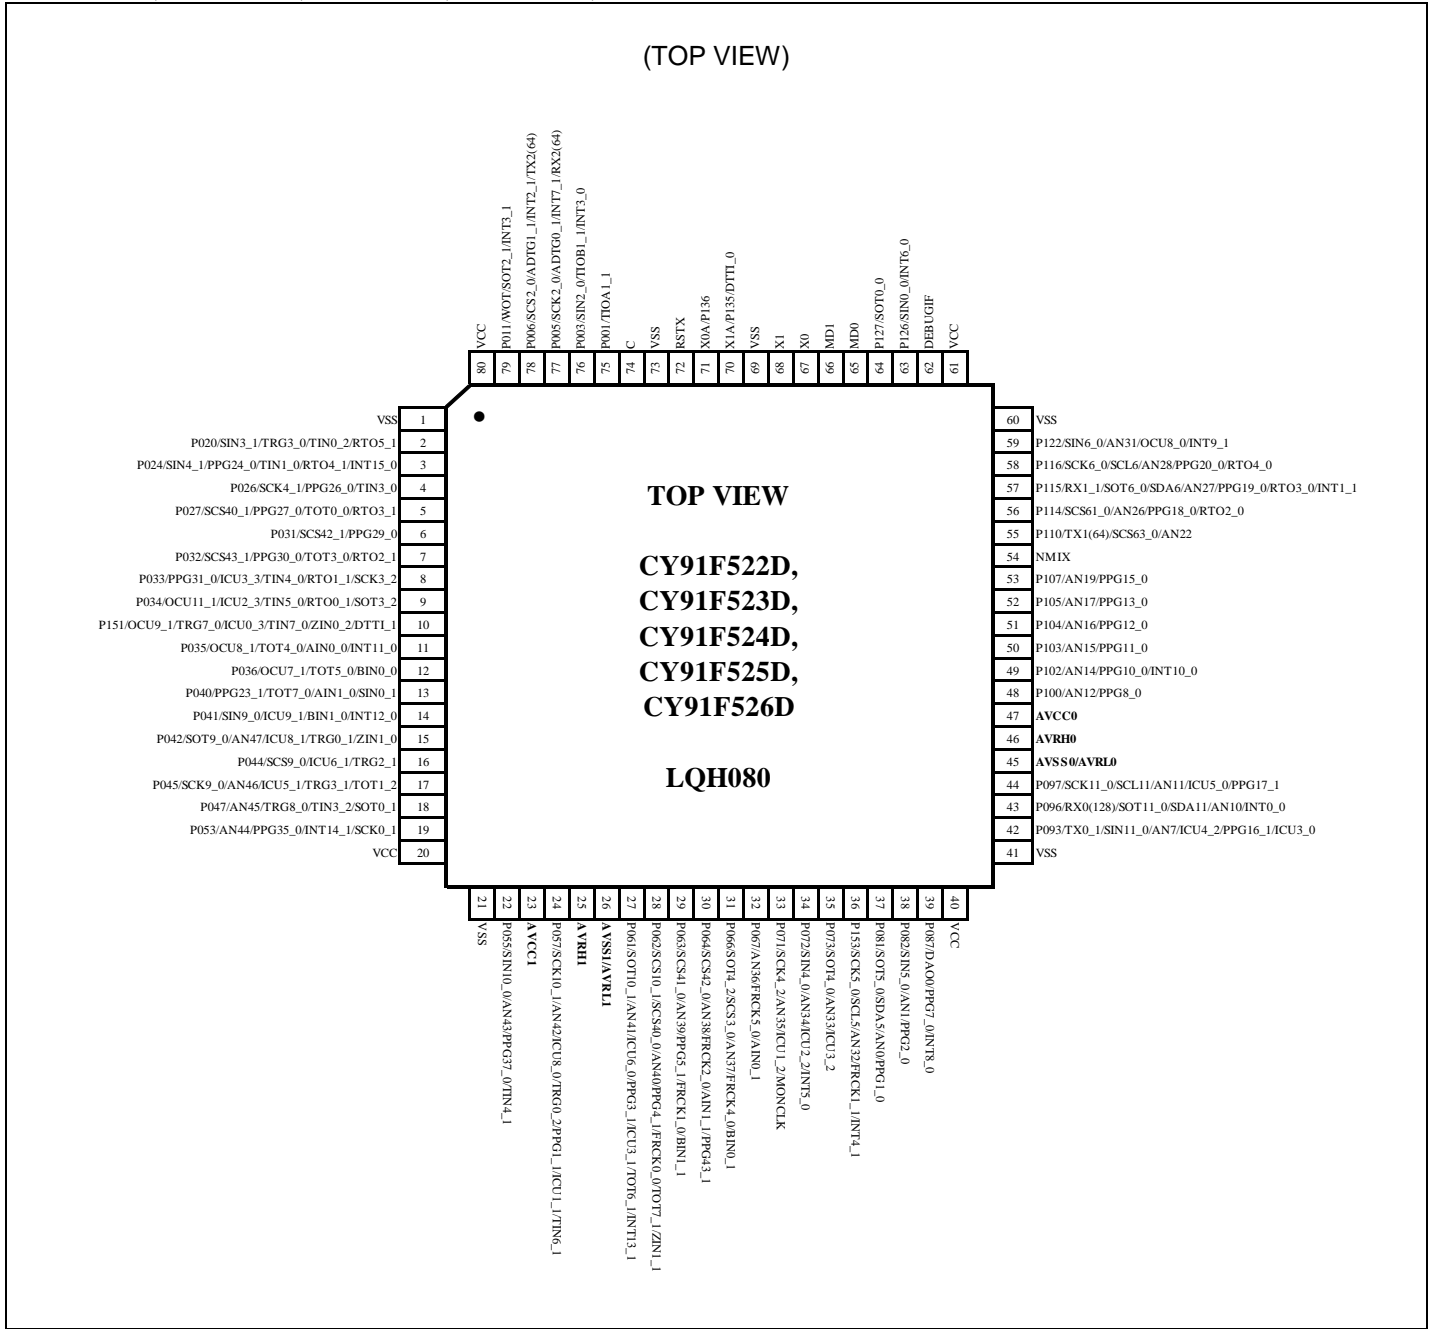 (TOP VIEW)
80 VCC
79 P011/WOT/SOT2_1/INT3_1
78 P006/SCS2_0/ADTG1_1/INT2_1/TX2(64)
77 P005/SCK2_0/ADTG0_1/INT7_1/RX2(64)
76 P003/SIN2_0/TIOB1_1/INT3_0
75 P001/TIOA1_1
74 C
73 VSS
72 RSTX
71 X0A/P136
70 X1A/P135/DTTI_0
69 VSS
68 X1
67 X0
66 MD1
65 MD0
64 P127/SOT0_0
63 P126/SIN0_0/INT6_0
62 DEBUGIF
61 VCC
VSS 1
P020/SIN3_1/TRG3_0/TIN0_2/RTO5_1 2
P024/SIN4_1/PPG24_0/TIN1_0/RTO4_1/INT15_0 3
P026/SCK4_1/PPG26_0/TIN3_0 4
P027/SCS40_1/PPG27_0/TOT0_0/RTO3_1 5
P031/SCS42_1/PPG29_0 6
P032/SCS43_1/PPG30_0/TOT3_0/RTO2_1 7
P033/PPG31_0/ICU3_3/TIN4_0/RTO1_1/SCK3_2 8
P034/OCU11_1/ICU2_3/TIN5_0/RTO0_1/SOT3_2 9
P151/OCU9_1/TRG7_0/ICU0_3/TIN7_0/ZIN0_2/DTTI_1 10
P035/OCU8_1/TOT4_0/AIN0_0/INT11_0 11
P036/OCU7_1/TOT5_0/BIN0_0 12
P040/PPG23_1/TOT7_0/AIN1_0/SIN0_1 13
P041/SIN9_0/ICU9_1/BIN1_0/INT12_0 14
P042/SOT9_0/AN47/ICU8_1/TRG0_1/ZIN1_0 15
P044/SCS9_0/ICU6_1/TRG2_1 16
P045/SCK9_0/AN46/ICU5_1/TRG3_1/TOT1_2 17
P047/AN45/TRG8_0/TIN3_2/SOT0_1 18
P053/AN44/PPG35_0/INT14_1/SCK0_1 19
VCC 20
TOP VIEW
CY91F522D,
CY91F523D,
CY91F524D,
CY91F525D,
CY91F526D
LQH080
60 VSS
59 P122/SIN6_0/AN31/OCU8_0/INT9_1
58 P116/SCK6_0/SCL6/AN28/PPG20_0/RTO4_0
57 P115/RX1_1/SOT6_0/SDA6/AN27/PPG19_0/RTO3_0/INT1_1
56 P114/SCS61_0/AN26/PPG18_0/RTO2_0
55 P110/TX1(64)/SCS63_0/AN22
54 NMIX
53 P107/AN19/PPG15_0
52 P105/AN17/PPG13_0
51 P104/AN16/PPG12_0
50 P103/AN15/PPG11_0
49 P102/AN14/PPG10_0/INT10_0
48 P100/AN12/PPG8_0
47 AVCC0
46 AVRH0
45 AVSS0/AVRL0
44 P097/SCK11_0/SCL11/AN11/ICU5_0/PPG17_1
43 P096/RX0(128)/SOT11_0/SDA11/AN10/INT0_0
42 P093/TX0_1/SIN11_0/AN7/ICU4_2/PPG16_1/ICU3_0
41 VSS
21 VSS
22 P055/SIN10_0/AN43/PPG37_0/TIN4_1
23 AVCC1
24 P057/SCK10_1/AN42/ICU8_0/TRG0_2/PPG1_1/ICU1_1/TIN6_1
25 AVRH1
26 AVSS1/AVRL1
27 P061/SOT10_1/AN41/ICU6_0/PPG3_1/ICU3_1/TOT6_1/INT13_1
28 P062/SCS10_1/SCS40_0/AN40/PPG4_1/FRCK0_0/TOT7_1/ZIN1_1
29 P063/SCS41_0/AN39/PPG5_1/FRCK1_0/BIN1_1
30 P064/SCS42_0/AN38/FRCK2_0/AIN1_1/PPG43_1
31 P066/SOT4_2/SCS3_0/AN37/FRCK4_0/BIN0_1
32 P067/AN36/FRCK5_0/AIN0_1
33 P071/SCK4_2/AN35/ICU1_2/MONCLK
34 P072/SIN4_0/AN34/ICU2_2/INT5_0
35 P073/SOT4_0/AN33/ICU3_2
36 P153/SCK5_0/SCL5/AN32/FRCK1_1/INT4_1
37 P081/SOT5_0/SDA5/AN0/PPG1_0
38 P082/SIN5_0/AN1/PPG2_0
39 P087/DAO0/PPG7_0/INT8_0
40 VCC